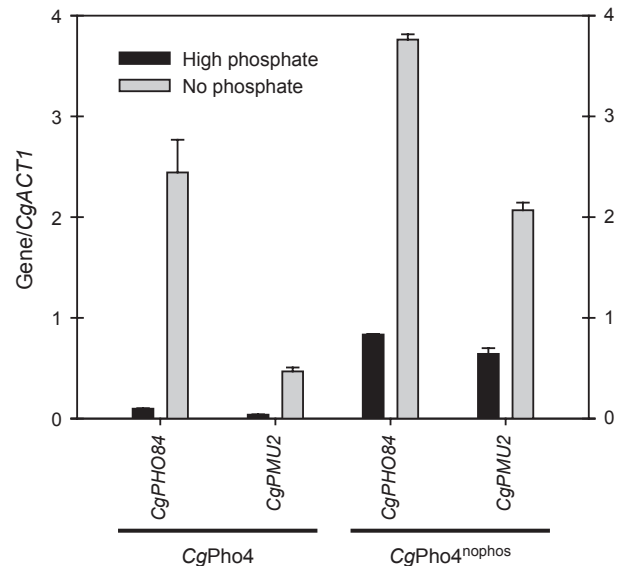 High phosphate
No phosphate
Gene/CgACT1
4
3
2
1
0
4
3
2
1
0
CgPHO84
CgPMU2
CgPHO84
CgPMU2
CgPho4
CgPho4nophos